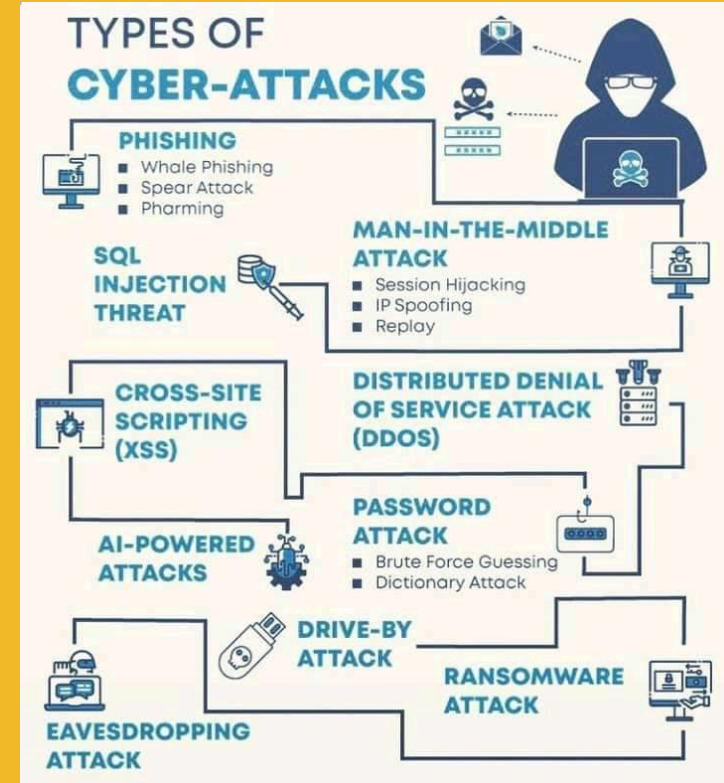 TYPES OF
CYBER-ATTACKS
PHISHING
■ Whale Phishing
■ Spear Attack
■ Pharming
MAN-IN-THE-MIDDLE
ATTACK
■ Session Hijacking
■ IP Spoofing
■ Replay
SQL
INJECTION
THREAT
CROSS-SITE
SCRIPTING
(XSS)
DISTRIBUTED DENIAL
OF SERVICE ATTACK
(DDOS)
PASSWORD
ATTACK
■ Brute Force Guessing
■ Dictionary Attack
AI-POWERED
ATTACKS
DRIVE-BY
ATTACK
RANSOMWARE
ATTACK
EAVESDROPPING
ATTACK